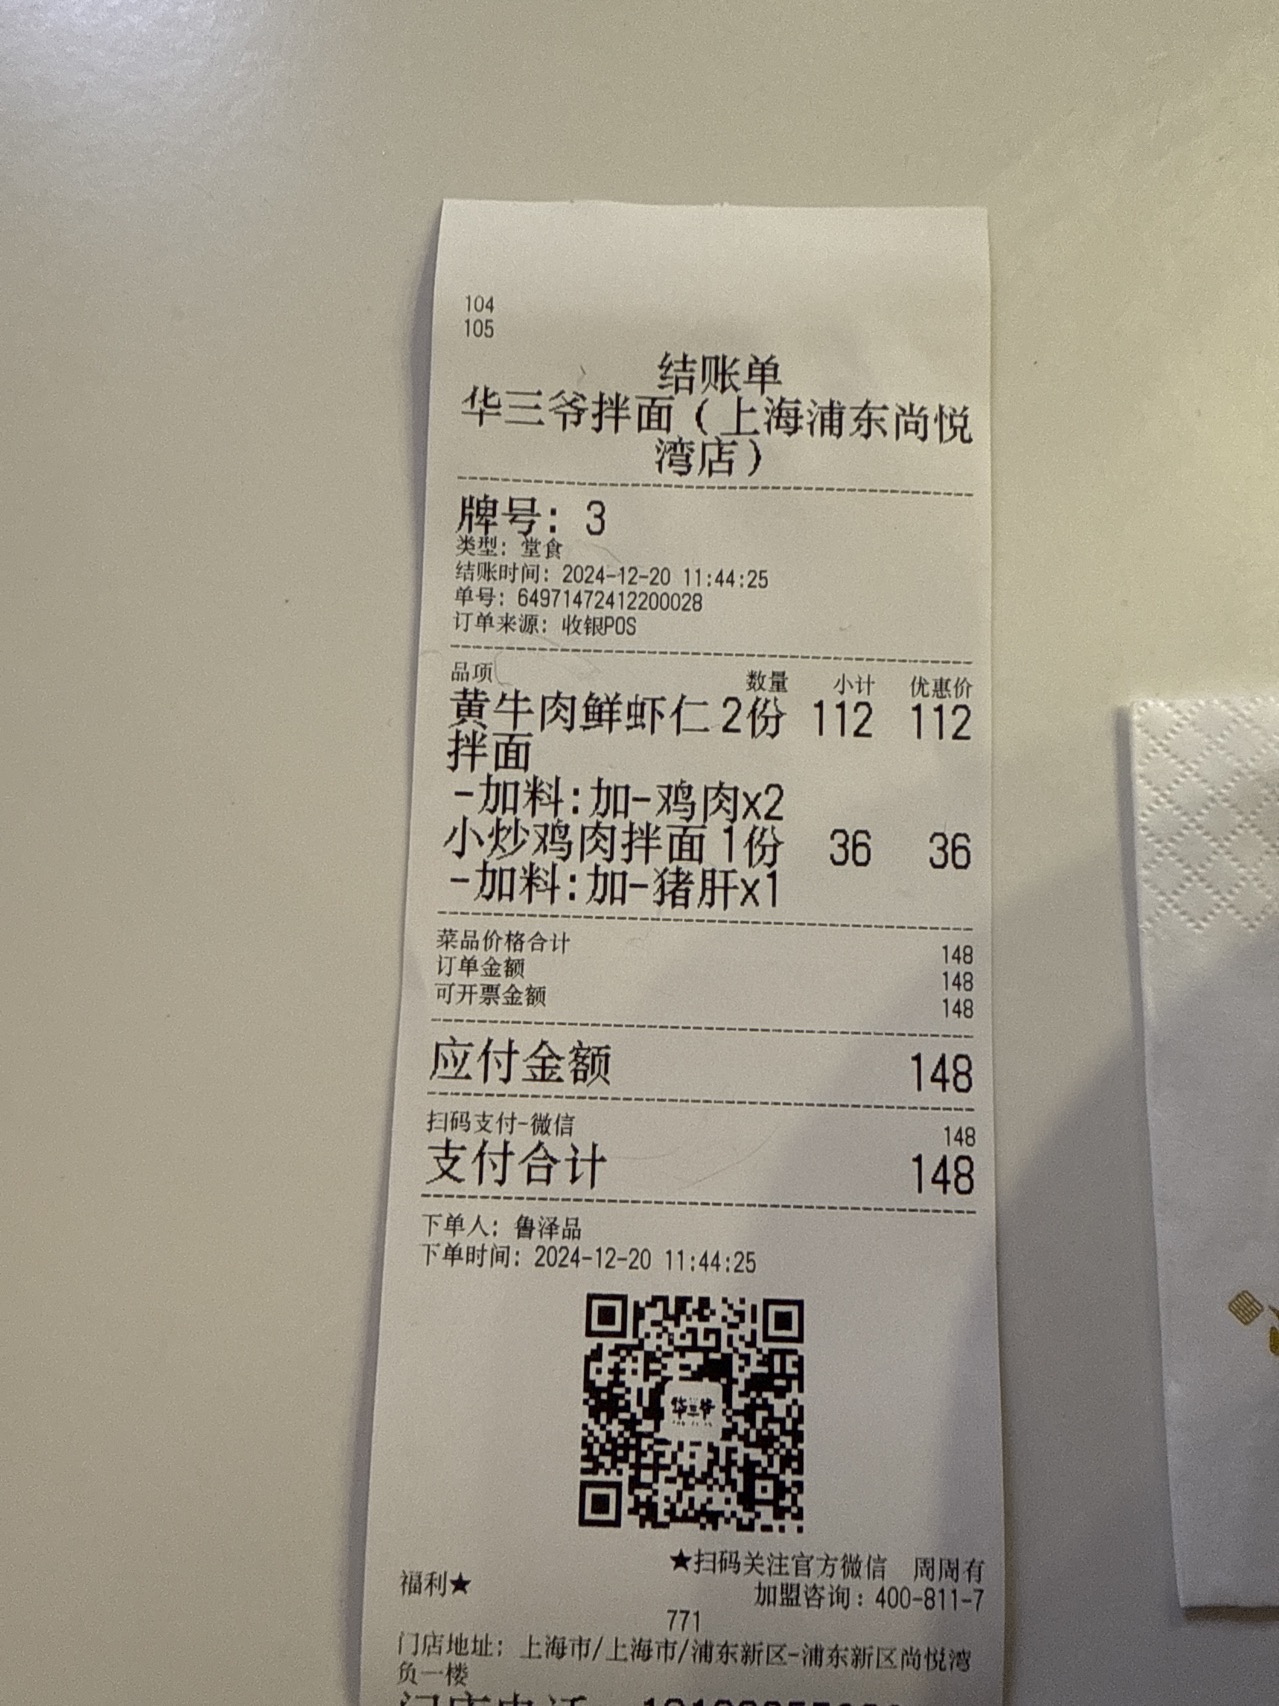 104
105
结账单
华三爷拌面（上海浦东尚悦
湾店）
牌号: 3
类型: 堂食
结账时间: 2024-12-20 11:44:25
单号: 64971472412200028
订单来源: 收银POS
品项 数量 小计 优惠价
黄牛肉鲜虾仁 2份 112 112
拌面
-加料:加-鸡肉x2
小炒鸡肉拌面 1份 36 36
-加料:加-猪肝x1
菜品价格合计 148
订单金额 148
可开票金额 148
应付金额 148
扫码支付-微信 148
支付合计 148
下单人: 鲁泽品
下单时间: 2024-12-20 11:44:25
华三爷
★扫码关注官方微信 周周有
福利★
加盟咨询: 400-811-7
771
门店地址: 上海市/上海市/浦东新区-浦东新区尚悦湾
负一楼
门店电话: